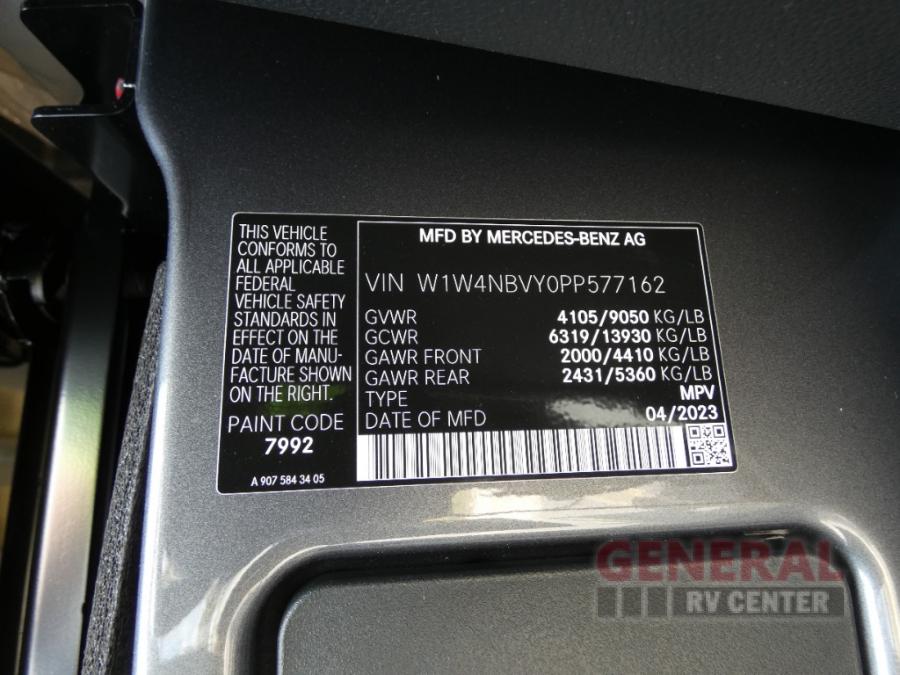 THIS VEHICLE
CONFORMS TO
ALL APPLICABLE
FEDERAL
VEHICLE SAFETY
STANDARDS IN
EFFECT ON THE
DATE OF MANU-
FACTURE SHOWN
ON THE RIGHT.
PAINT CODE
7992
A 907 584 34 05
MFD BY MERCEDES-BENZ AG
VIN W1W4NBVY0PP577162
GVWR 4105/9050 KG/LB
GCWR 6319/13930 KG/LB
GAWR FRONT 2000/4410 KG/LB
GAWR REAR 2431/5360 KG/LB
TYPE MPV
DATE OF MFD 04/2023
GENERAL
RV CENTER